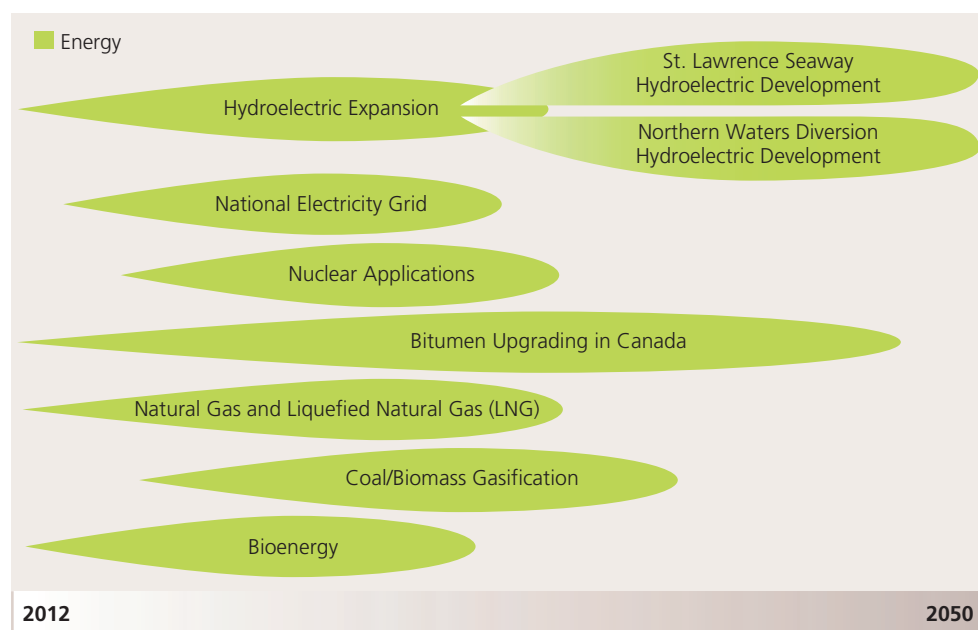 Energy
St. Lawrence Seaway
Hydroelectric Development
Hydroelectric Expansion
Northern Waters Diversion
Hydroelectric Development
National Electricity Grid
Nuclear Applications
Bitumen Upgrading in Canada
Natural Gas and Liquefied Natural Gas (LNG)
Coal/Biomass Gasification
Bioenergy
2012
2050